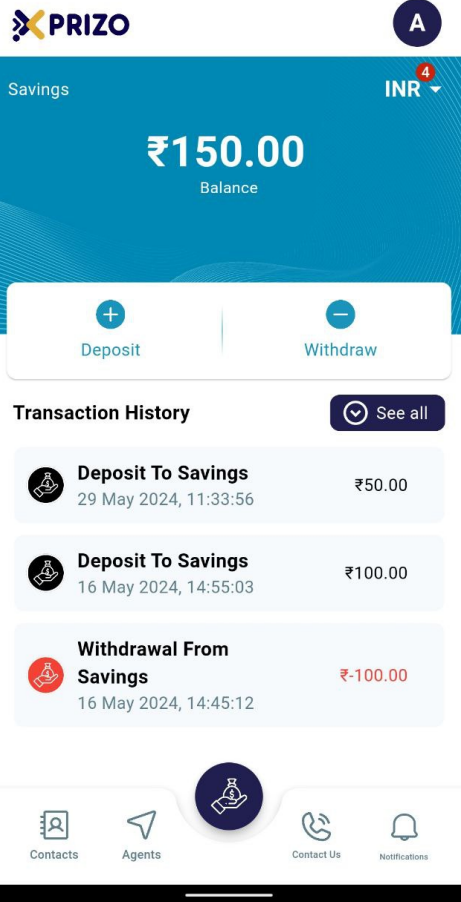 XPRIZO
A
Savings
4
INR
₹150.00
Balance
Deposit
Withdraw
Transaction History
See all
Deposit To Savings
29 May 2024, 11:33:56
₹50.00
Deposit To Savings
16 May 2024, 14:55:03
₹100.00
Withdrawal From
Savings
16 May 2024, 14:45:12
₹-100.00
Contacts
Agents
Contact Us
Notifications